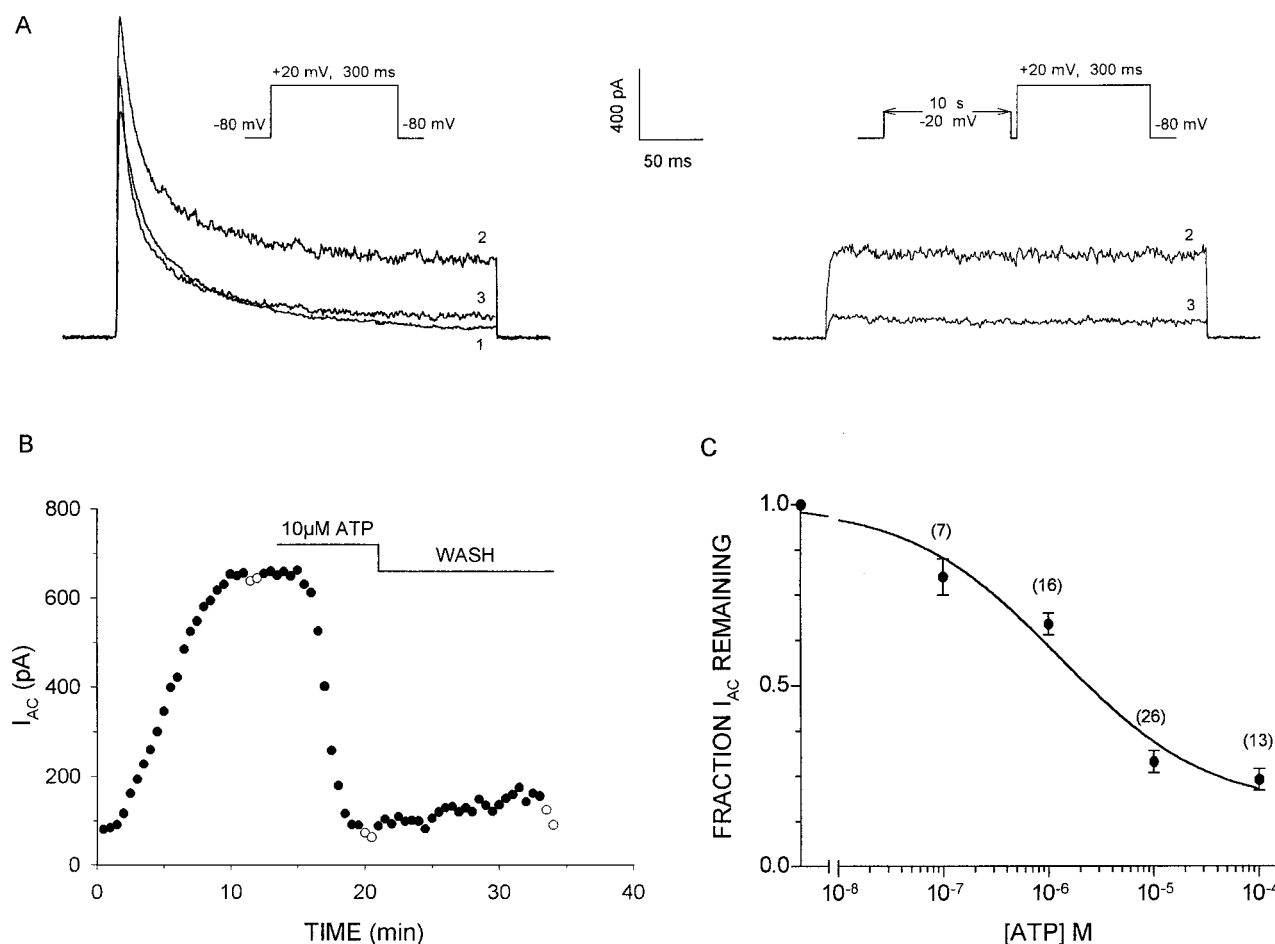 A
+20 mV, 300 ms
-80 mV
-80 mV
400 pA
50 ms
+20 mV, 300 ms
10 s
-20 mV
-80 mV
2
3
1
2
3
B
800
600
400
200
0
I_AC (pA)
10µM ATP
WASH
0 10 20 30 40
TIME (min)
C
1.0
0.5
0.0
FRACTION I_AC REMAINING
(7)
(16)
(26)
(13)
10^-8 10^-7 10^-6 10^-5 10^-4
[ATP] M